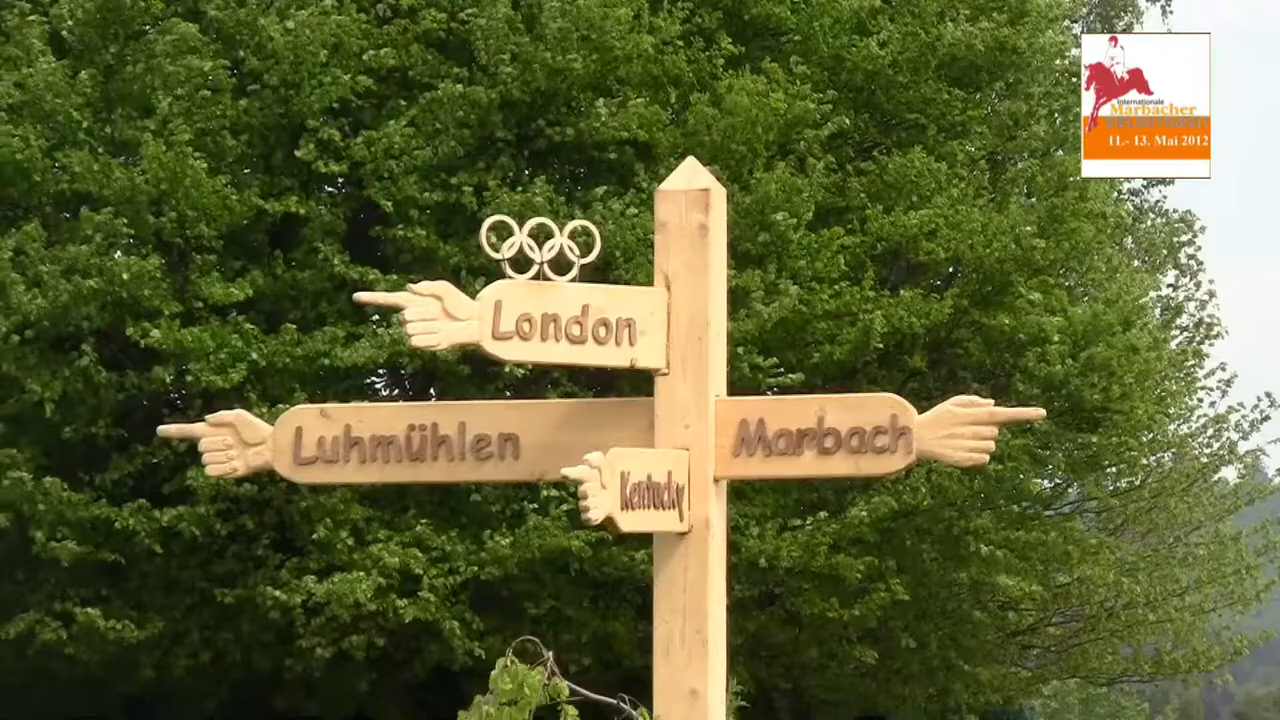 Internationale
Marbacher
11.- 13. Mai 2012
London
Luhmühlen
Marbach
Kentucky